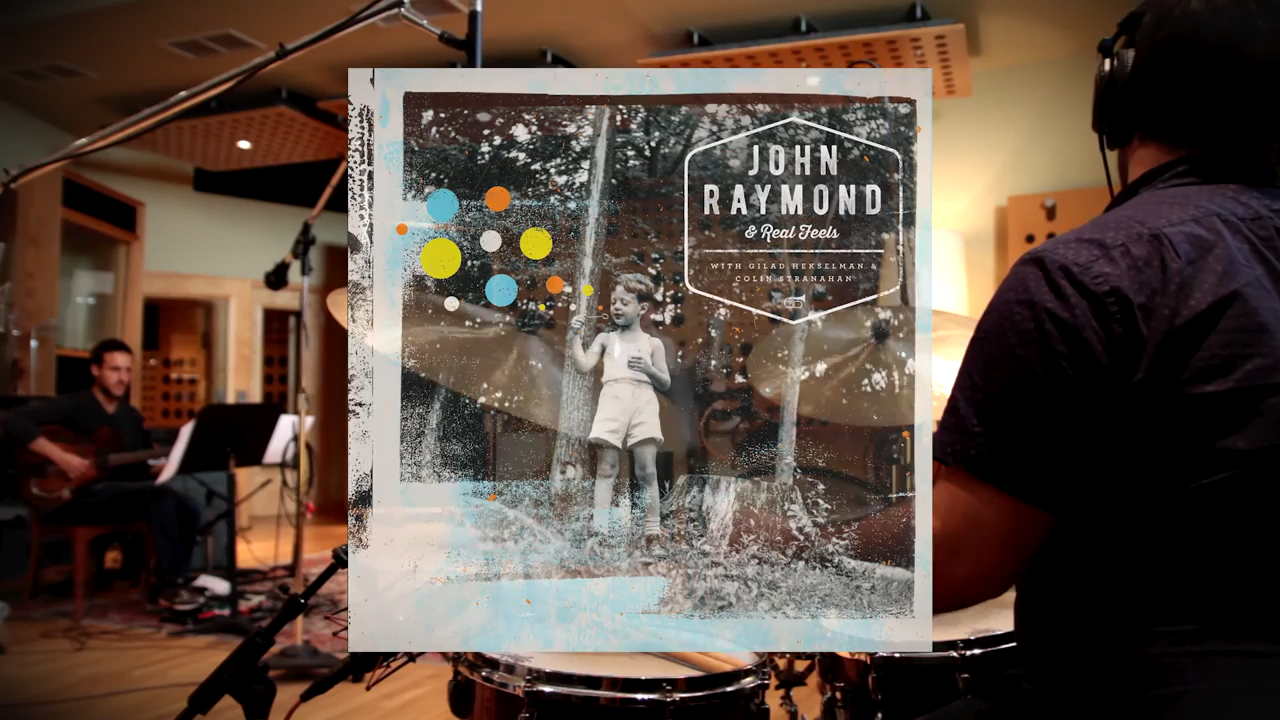 JOHN
RAYMOND
& Real Feels
WITH GILAD HEKSELMAN &
COLIN STRANAHAN